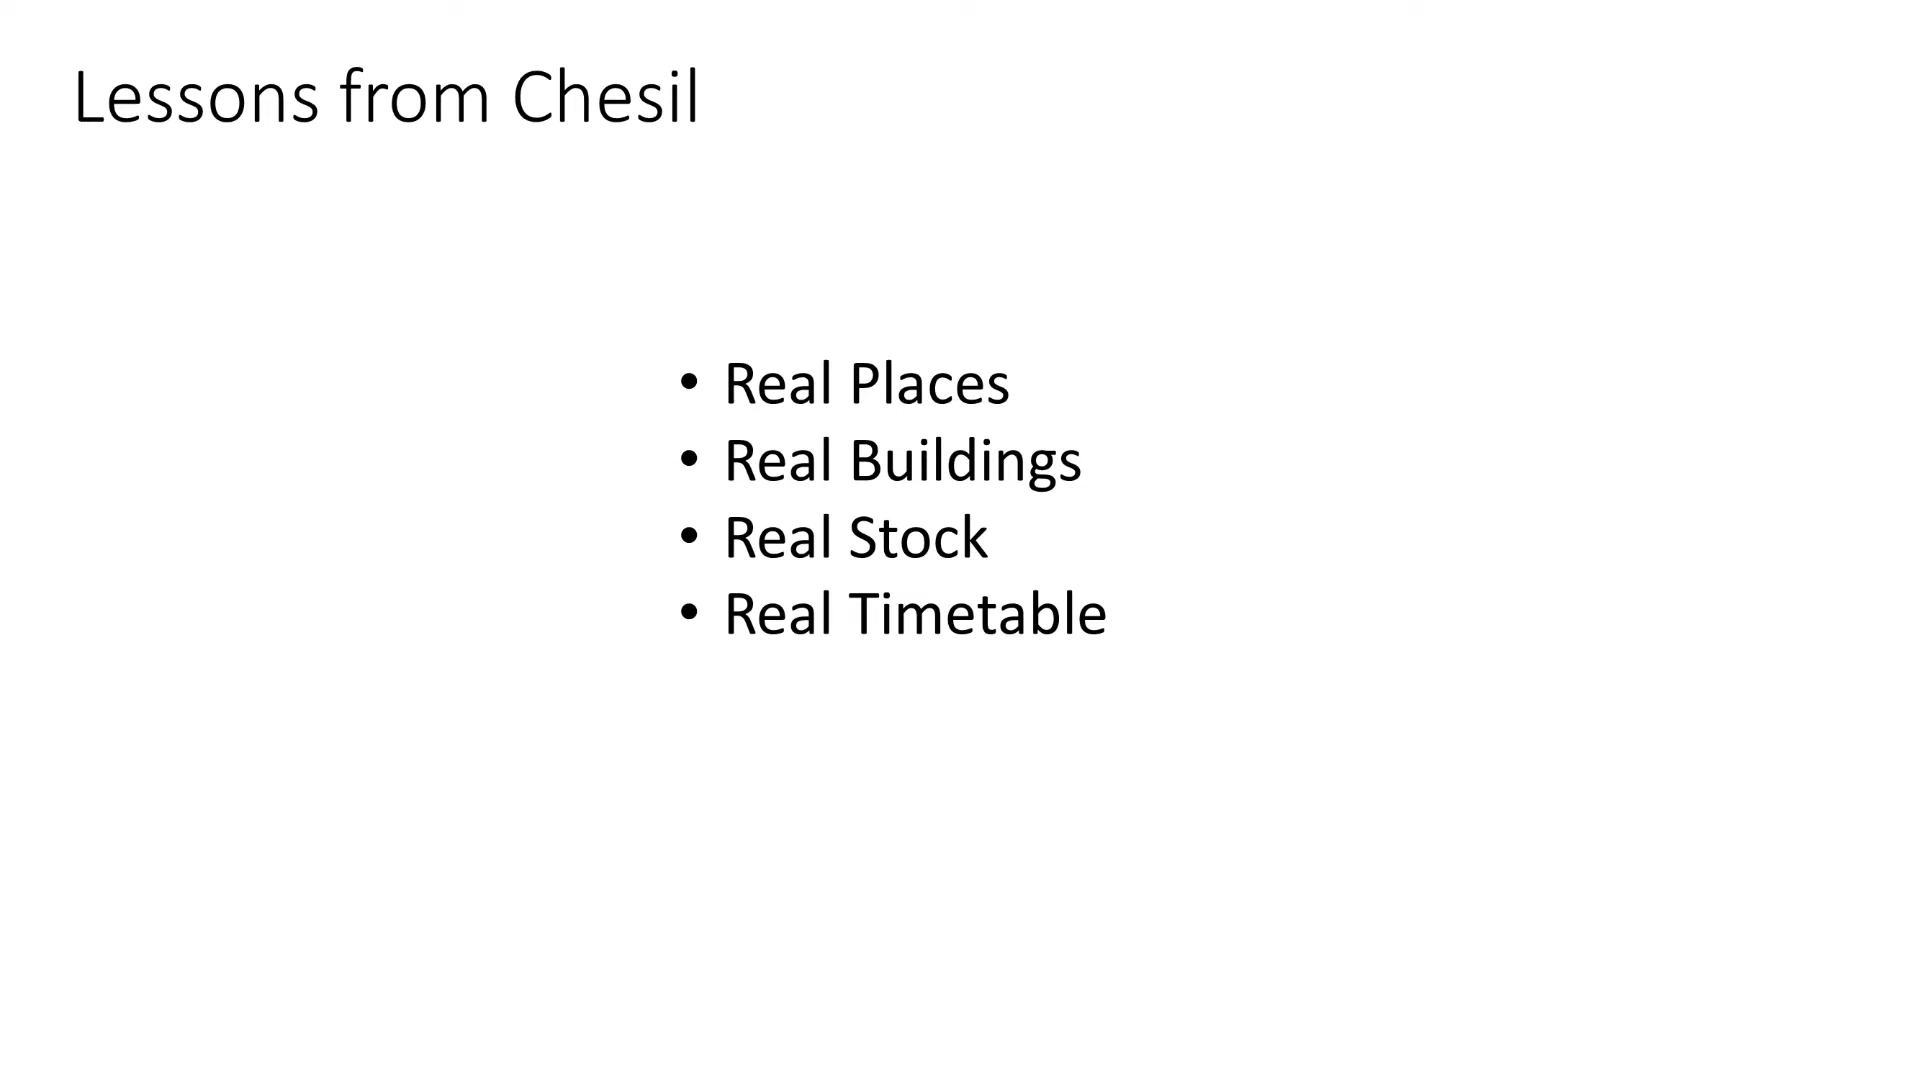 Lessons from Chesil
• Real Places
• Real Buildings
• Real Stock
• Real Timetable